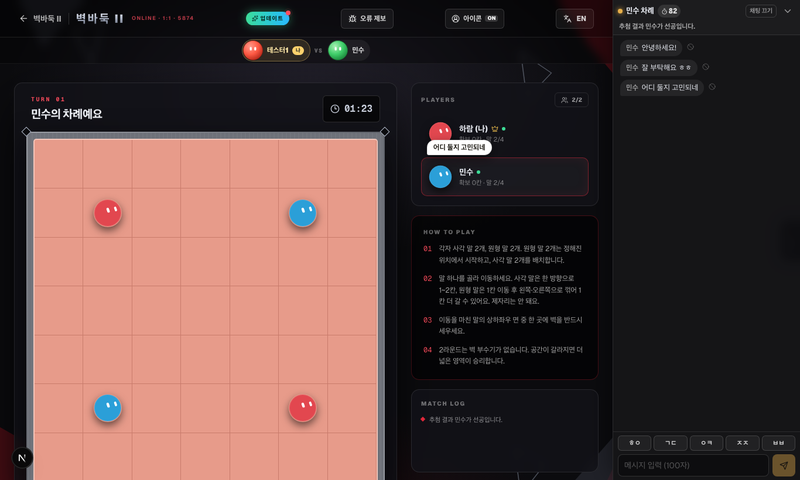 벽바둑 II
벽바둑 II
ONLINE · 1:1 · SB74
업데이트
오류 제보
아이콘 ON
EN
테스터1 나
VS
민수
TURN 01
민수의 차례예요
01:23
PLAYERS
2/2
하람 (나)
확보 0칸 · 말 2/4
어디 둘지 고민되네
민수
확보 0칸 · 말 2/4
HOW TO PLAY
01 각자 사각 말 2개, 원형 말 2개. 원형 말 2개는 정해진
위치에서 시작하고, 사각 말 2개를 배치합니다.
02 말 하나를 골라 이동하세요. 사각 말은 한 방향으로
1~2칸, 원형 말은 1칸 이동 후 왼쪽·오른쪽으로 꺾어 1
칸 더 갈 수 있어요. 제자리는 안 돼요.
03 이동을 마친 말의 상하좌우 면 중 한 곳에 벽을 반드시
세우세요.
04 2라운드는 벽 부수기가 없습니다. 공간이 갈라지면 더
넓은 영역이 승리합니다.
MATCH LOG
추첨 결과 민수가 선공입니다.
N
민수 차례
82
채팅 끄기
추첨 결과 민수가 선공입니다.
민수 안녕하세요!
민수 잘 부탁해요 ㅎㅎ
민수 어디 둘지 고민되네
ㅎㅇ
ㄱㄷ
ㅇㅋ
ㅈㅈ
ㅂㅂ
메시지 입력 (100자)